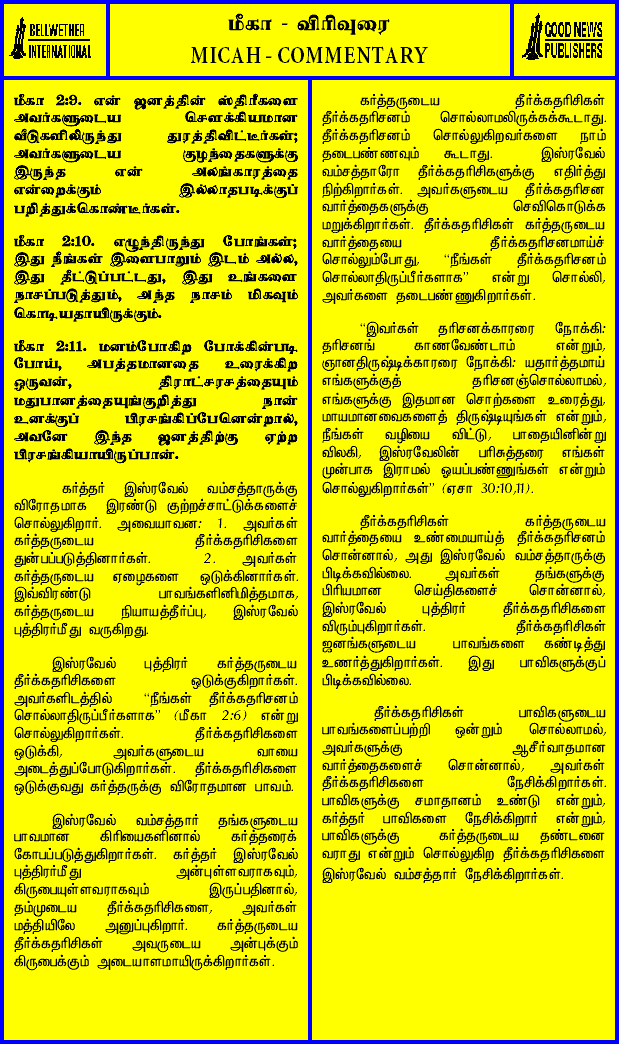 BELLWETHER
INTERNATIONAL
மீகா - விரிவுரை
MICAH - COMMENTARY
GOOD NEWS
PUBLISHERS
மீகா 2:9. என் ஜனத்தின் ஸ்திரீகளை
அவர்களுடைய செளக்கியமான
வீடுகளிலிருந்து துரத்திவிட்டீர்கள்;
அவர்களுடைய குழந்தைகளுக்கு
இருந்த என் அலங்காரத்தை
என்றைக்கும் இல்லாதபடிக்குப்
பறித்துக்கொண்டீர்கள்.
மீகா 2:10. எழுந்திருந்து போங்கள்;
இது நீங்கள் இளைபாறும் இடம் அல்ல,
இது தீட்டுப்பட்டது, இது உங்களை
நாசப்படுத்தும், அந்த நாசம் மிகவும்
கொடியதாயிருக்கும்.
மீகா 2:11. மனம்போகிற போக்கின்படி
போய், அபத்தமானதை உரைக்கிற
ஒருவன், திராட்சரசத்தையும்
மதுபானத்தையுங்குறித்து நான்
உனக்குப் பிரசங்கிப்பேனென்றால்,
அவனே இந்த ஜனத்திற்கு ஏற்ற
பிரசங்கியாயிருப்பான்.
கர்த்தர் இஸ்ரவேல் வம்சத்தாருக்கு
விரோதமாக இரண்டு குற்றச்சாட்டுக்களைச்
சொல்லுகிறார். அவையாவன: 1. அவர்கள்
கர்த்தருடைய தீர்க்கதரிசிகளை
துன்பப்படுத்தினார்கள். 2. அவர்கள்
கர்த்தருடைய ஏழைகளை ஒடுக்கினார்கள்.
இவ்விரண்டு பாவங்களினிமித்தமாக,
கர்த்தருடைய நியாயத்தீர்ப்பு, இஸ்ரவேல்
புத்திரர்மீது வருகிறது.
இஸ்ரவேல் புத்திரர் கர்த்தருடைய
தீர்க்கதரிசிகளை ஒடுக்குகிறார்கள்.
அவர்களிடத்தில் “நீங்கள் தீர்க்கதரிசனம்
சொல்லாதிருப்பீர்களாக” (மீகா 2:6) என்று
சொல்லுகிறார்கள். தீர்க்கதரிசிகளை
ஒடுக்கி, அவர்களுடைய வாயை
அடைத்துப்போடுகிறார்கள். தீர்க்கதரிசிகளை
ஒடுக்குவது கர்த்தருக்கு விரோதமான பாவம்.
இஸ்ரவேல் வம்சத்தார் தங்களுடைய
பாவமான கிரியைகளினால் கர்த்தரைக்
கோபப்படுத்துகிறார்கள். கர்த்தர் இஸ்ரவேல்
புத்திரர்மீது அன்புள்ளவராகவும்,
கிருபையுள்ளவராகவும் இருப்பதினால்,
தம்முடைய தீர்க்கதரிசிகளை, அவர்கள்
மத்தியிலே அனுப்புகிறார். கர்த்தருடைய
தீர்க்கதரிசிகள் அவருடைய அன்புக்கும்
கிருபைக்கும் அடையாளமாயிருக்கிறார்கள்.
கர்த்தருடைய தீர்க்கதரிசிகள்
தீர்க்கதரிசனம் சொல்லாமலிருக்கக்கூடாது.
தீர்க்கதரிசனம் சொல்லுகிறவர்களை நாம்
தடைபண்ணவும் கூடாது. இஸ்ரவேல்
வம்சத்தாரோ தீர்க்கதரிசிகளுக்கு எதிர்த்து
நிற்கிறார்கள். அவர்களுடைய தீர்க்கதரிசன
வார்த்தைகளுக்கு செவிகொடுக்க
மறுக்கிறார்கள். தீர்க்கதரிசிகள் கர்த்தருடைய
வார்த்தையை தீர்க்கதரிசனமாய்ச்
சொல்லும்போது, “நீங்கள் தீர்க்கதரிசனம்
சொல்லாதிருப்பீர்களாக” என்று சொல்லி,
அவர்களை தடைபண்ணுகிறார்கள்.
“இவர்கள் தரிசனக்காரரை நோக்கி:
தரிசனங் காணவேண்டாம் என்றும்,
ஞானதிருஷ்டிக்காரரை நோக்கி: யதார்த்தமாய்
எங்களுக்குத் தரிசனஞ்சொல்லாமல்,
எங்களுக்கு இதமான சொற்களை உரைத்து,
மாயமானவைகளைத் திருஷ்டியுங்கள் என்றும்,
நீங்கள் வழியை விட்டு, பாதையினின்று
விலகி, இஸ்ரவேலின் பரிசுத்தரை எங்கள்
முன்பாக இராமல் ஓயப்பண்ணுங்கள் என்றும்
சொல்லுகிறார்கள்” (ஏசா 30:10,11).
தீர்க்கதரிசிகள் கர்த்தருடைய
வார்த்தையை உண்மையாய்த் தீர்க்கதரிசனம்
சொன்னால், அது இஸ்ரவேல் வம்சத்தாருக்கு
பிடிக்கவில்லை. அவர்கள் தங்களுக்கு
பிரியமான செய்திகளைச் சொன்னால்,
இஸ்ரவேல் புத்திரர் தீர்க்கதரிசிகளை
விரும்புகிறார்கள். தீர்க்கதரிசிகள்
ஜனங்களுடைய பாவங்களை கண்டித்து
உணர்த்துகிறார்கள். இது பாவிகளுக்குப்
பிடிக்கவில்லை.
தீர்க்கதரிசிகள் பாவிகளுடைய
பாவங்களைப்பற்றி ஒன்றும் சொல்லாமல்,
அவர்களுக்கு ஆசீர்வாதமான
வார்த்தைகளைச் சொன்னால், அவர்கள்
தீர்க்கதரிசிகளை நேசிக்கிறார்கள்.
பாவிகளுக்கு சமாதானம் உண்டு என்றும்,
கர்த்தர் பாவிகளை நேசிக்கிறார் என்றும்,
பாவிகளுக்கு கர்த்தருடைய தண்டனை
வராது என்றும் சொல்லுகிற தீர்க்கதரிசிகளை
இஸ்ரவேல் வம்சத்தார் நேசிக்கிறார்கள்.